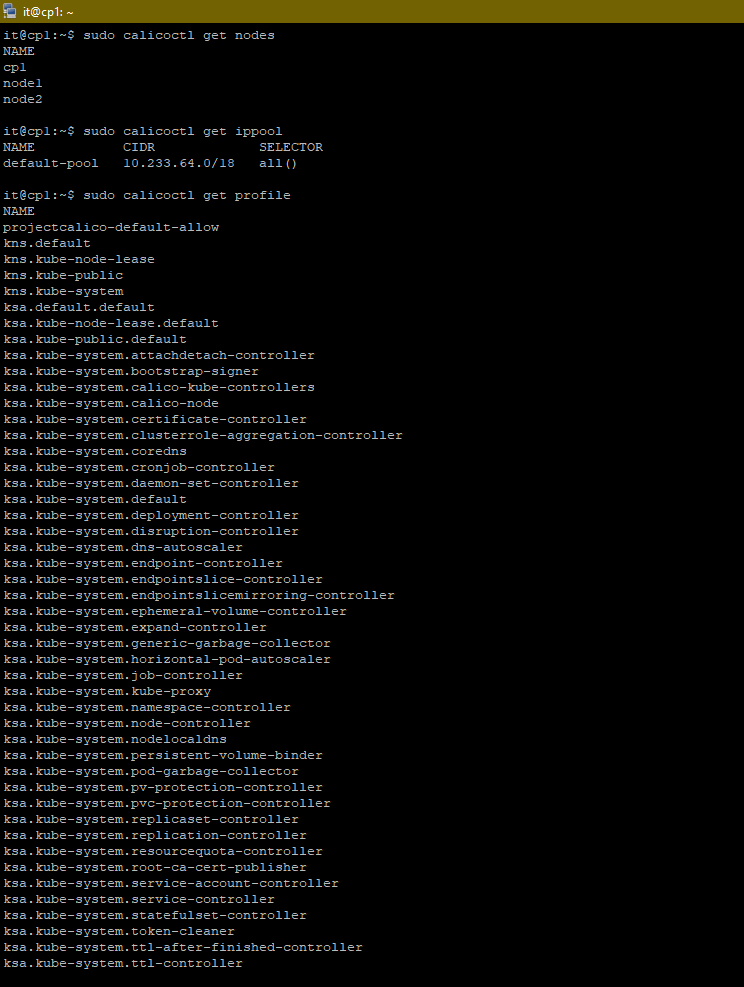 it@cp1: ~
it@cp1:~$ sudo calicoctl get nodes
NAME
cp1
node1
node2
it@cp1:~$ sudo calicoctl get ippool
NAME           CIDR             SELECTOR
default-pool   10.233.64.0/18   all()
it@cp1:~$ sudo calicoctl get profile
NAME
projectcalico-default-allow
kns.default
kns.kube-node-lease
kns.kube-public
kns.kube-system
ksa.default.default
ksa.kube-node-lease.default
ksa.kube-public.default
ksa.kube-system.attachdetach-controller
ksa.kube-system.bootstrap-signer
ksa.kube-system.calico-kube-controllers
ksa.kube-system.calico-node
ksa.kube-system.certificate-controller
ksa.kube-system.clusterrole-aggregation-controller
ksa.kube-system.coredns
ksa.kube-system.cronjob-controller
ksa.kube-system.daemon-set-controller
ksa.kube-system.default
ksa.kube-system.deployment-controller
ksa.kube-system.disruption-controller
ksa.kube-system.dns-autoscaler
ksa.kube-system.endpoint-controller
ksa.kube-system.endpointslice-controller
ksa.kube-system.endpointslicemirroring-controller
ksa.kube-system.ephemeral-volume-controller
ksa.kube-system.expand-controller
ksa.kube-system.generic-garbage-collector
ksa.kube-system.horizontal-pod-autoscaler
ksa.kube-system.job-controller
ksa.kube-system.kube-proxy
ksa.kube-system.namespace-controller
ksa.kube-system.node-controller
ksa.kube-system.nodelocaldns
ksa.kube-system.persistent-volume-binder
ksa.kube-system.pod-garbage-collector
ksa.kube-system.pv-protection-controller
ksa.kube-system.pvc-protection-controller
ksa.kube-system.replicaset-controller
ksa.kube-system.replication-controller
ksa.kube-system.resourcequota-controller
ksa.kube-system.root-ca-cert-publisher
ksa.kube-system.service-account-controller
ksa.kube-system.service-controller
ksa.kube-system.statefulset-controller
ksa.kube-system.token-cleaner
ksa.kube-system.ttl-after-finished-controller
ksa.kube-system.ttl-controller